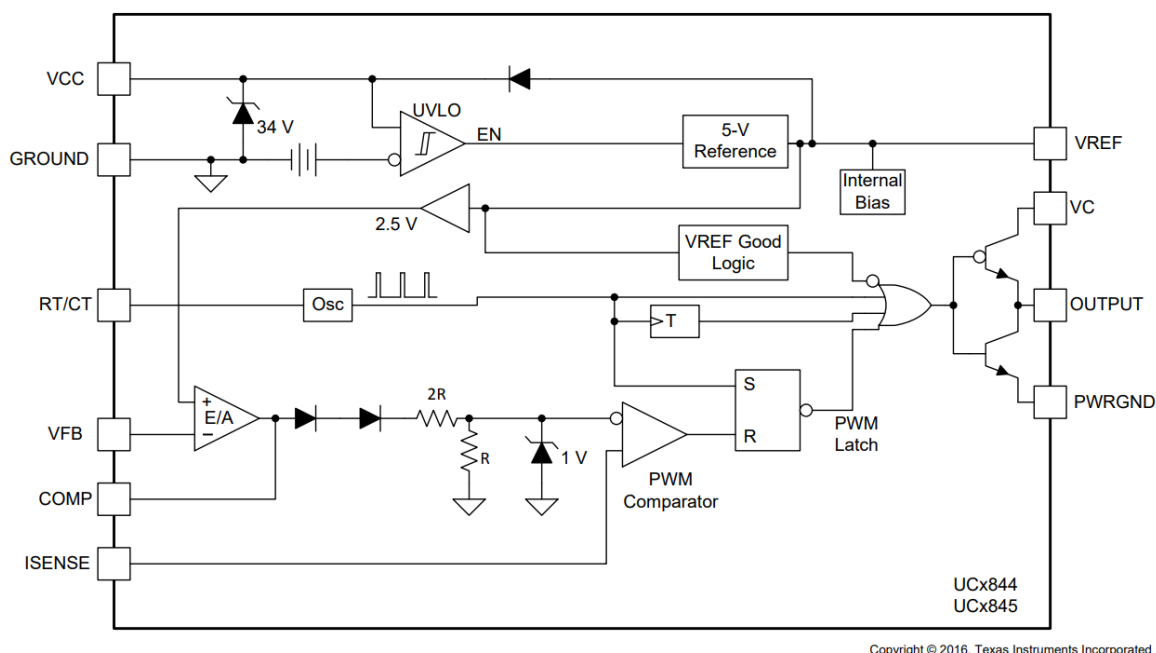 VCC
UVLO
34 V
EN
5-V
Reference
GROUND
VREF
Internal
Bias
VC
2.5 V
VREF Good
Logic
RT/CT
Osc
T
OUTPUT
2R
S
+
E/A
−
R
1 V
R
PWM
Latch
PWRGND
VFB
PWM
Comparator
COMP
ISENSE
UCx844
UCx845
Copyright © 2016, Texas Instruments Incorporated